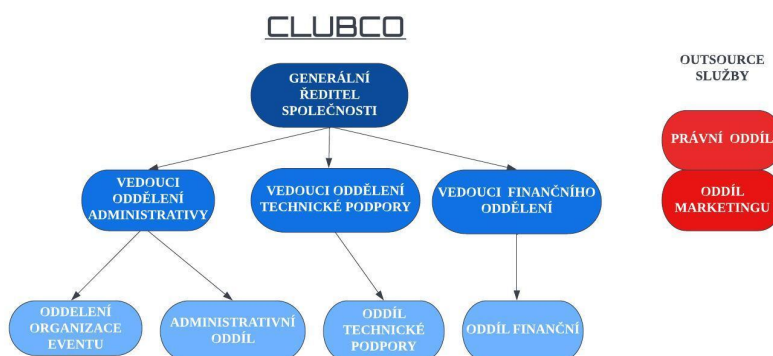 CLUBCO
GENERÁLNÍ
ŘEDITEL
SPOLEČNOSTI
OUTSOURCE
SLUŽBY
PRÁVNÍ ODDÍL
ODDÍL
MARKETINGU
VEDOUCI
ODDĚLENÍ
ADMINISTRATIVY
VEDOUCI ODDĚLENÍ
TECHNICKÉ PODPORY
VEDOUCI FINANČNÍHO
ODDĚLENÍ
ODDELENÍ
ORGANIZACE
EVENTU
ADMINISTRATIVNÍ
ODDÍL
ODDÍL
TECHNICKÉ
PODPORY
ODDÍL FINANČNÍ